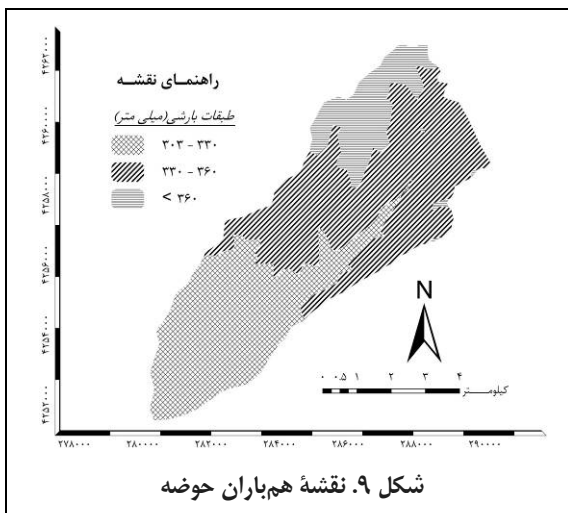 ۴۲۶۲۰۰۰
۴۲۶۰۰۰۰
۴۲۵۸۰۰۰
۴۲۵۶۰۰۰
۴۲۵۴۰۰۰
۴۲۵۲۰۰۰
راهنمای نقشه
طبقات بارشی(میلی متر)
۳۰۳ - ۳۳۰
۳۳۰ - ۳۶۰
< ۳۶۰
N
۰ ۰.۵ ۱ ۲ ۳ ۴
کیلومتر
۲۷۸۰۰۰ ۲۸۰۰۰۰ ۲۸۲۰۰۰ ۲۸۴۰۰۰ ۲۸۶۰۰۰ ۲۸۸۰۰۰ ۲۹۰۰۰۰
شکل ۹. نقشهٔ هم‌باران حوضه